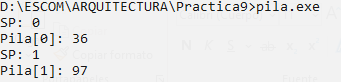 D:\ESCOM\ARQUITECTURA\Practica9>pila.exe
SP: 0
Pila[0]: 36
SP: 1
Pila[1]: 97